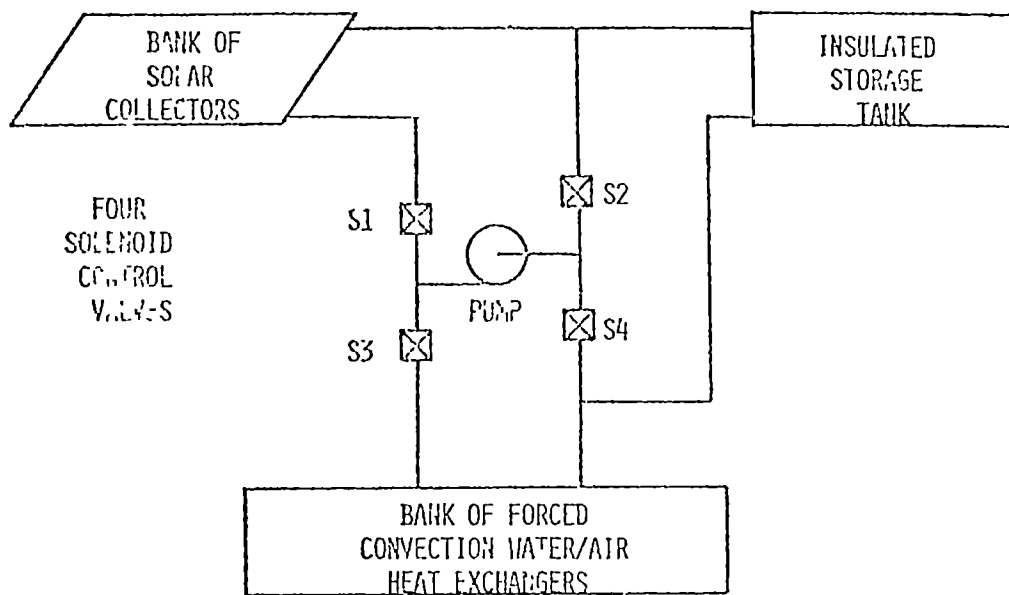 BANK OF
SOLAR
COLLECTORS
INSULATED
STORAGE
TANK
FOUR
SOLENOID
CONTROL
VALVES
S1
S2
PUMP
S3
S4
BANK OF FORCED
CONVECTION WATER/AIR
HEAT EXCHANGERS